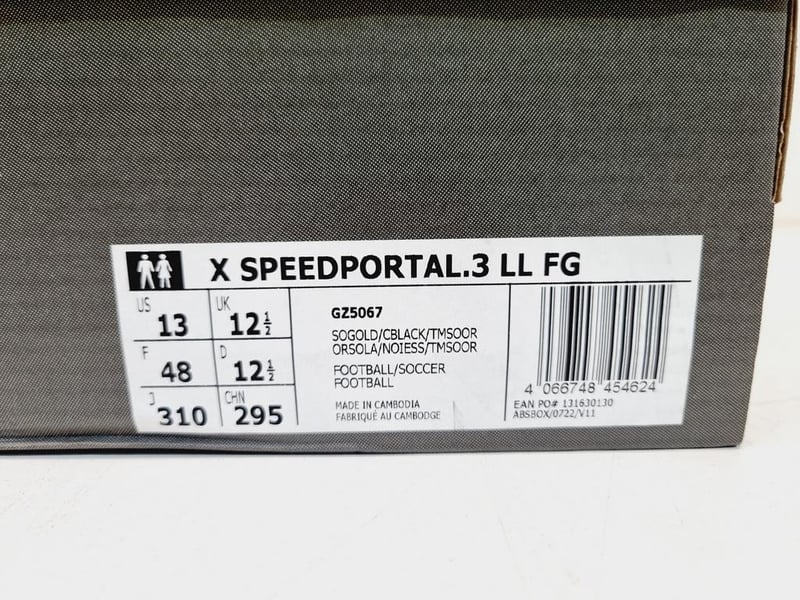 X SPEEDPORTAL.3 LL FG
US 13 UK 12½
F 48 D 12½
J 310 CHN 295
GZ5067
SOGOLD/CBLACK/TMSOOR
ORSOLA/NOIESS/TMSOOR
FOOTBALL/SOCCER
FOOTBALL
MADE IN CAMBODIA
FABRIQUÉ AU CAMBODGE
4 066748 454624
EAN PO# 131630130
ABSBOX/0722/V11